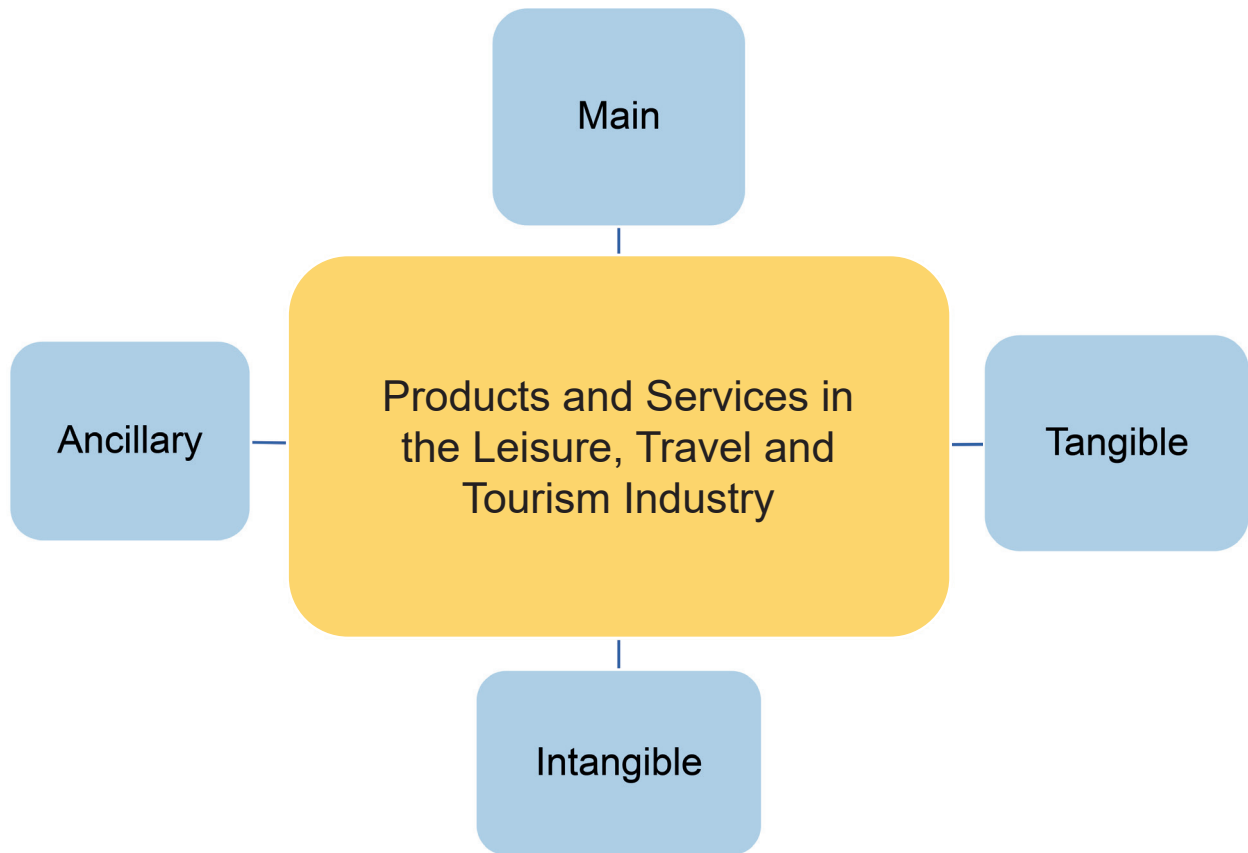 Main
Ancillary
Products and Services in
the Leisure, Travel and
Tourism Industry
Tangible
Intangible